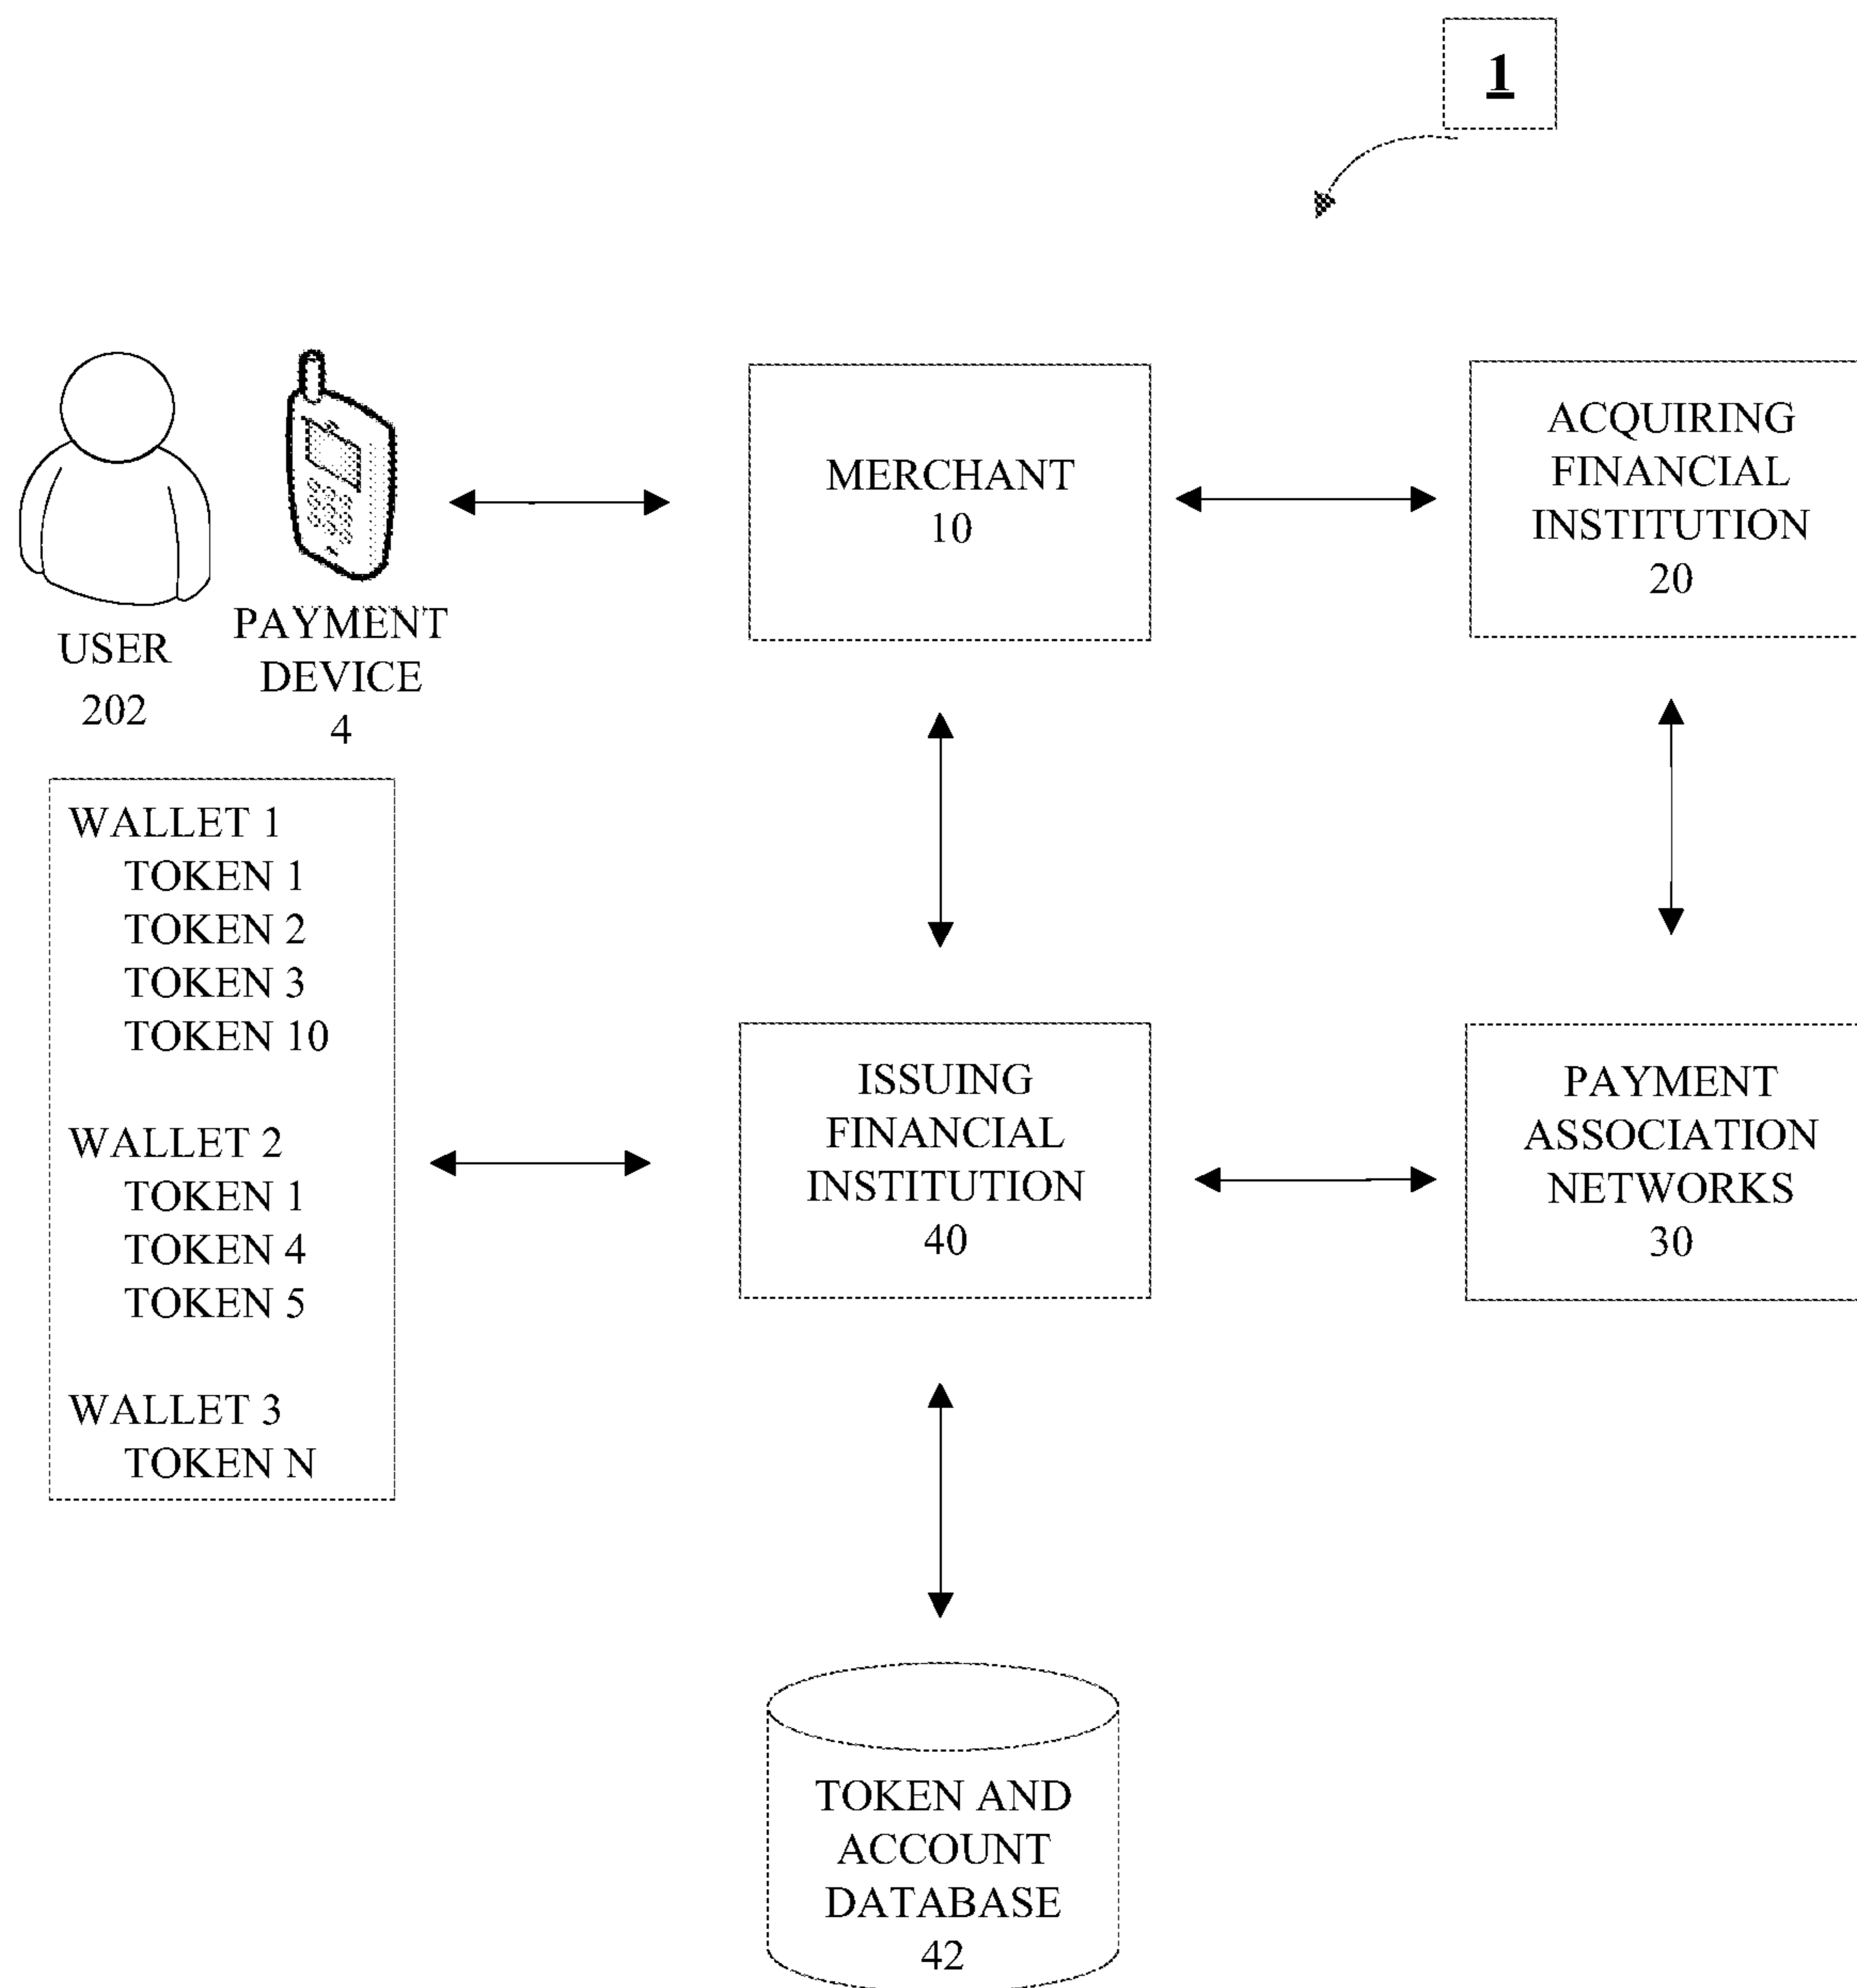 1
USER
202
PAYMENT
DEVICE
4
MERCHANT
10
ACQUIRING
FINANCIAL
INSTITUTION
20
WALLET 1
TOKEN 1
TOKEN 2
TOKEN 3
TOKEN 10
WALLET 2
TOKEN 1
TOKEN 4
TOKEN 5
WALLET 3
TOKEN N
ISSUING
FINANCIAL
INSTITUTION
40
PAYMENT
ASSOCIATION
NETWORKS
30
TOKEN AND
ACCOUNT
DATABASE
42